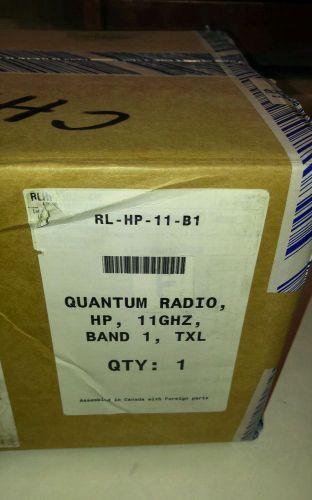 CH
RL-HP-11-B1
QUANTUM RADIO,
HP, 11GHZ,
BAND 1, TXL
QTY: 1
Assembled in Canada with Foreign parts